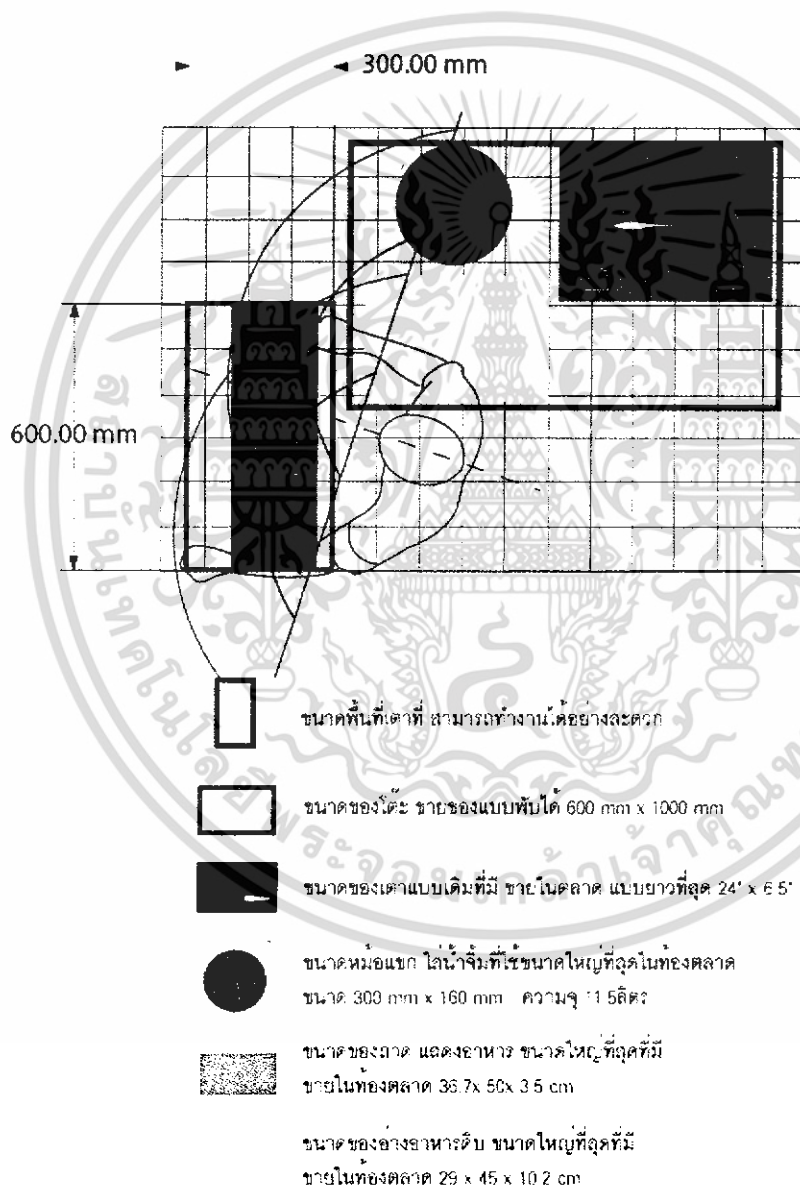 300.00 mm
600.00 mm
ขนาดพื้นที่เตาที่ สามารถทำงานได้อย่างสะดวก
ขนาดของโต๊ะ ขายของแบบพับได้ 600 mm x 1000 mm
ขนาดของเตาแบบเดิมที่มี ขายในตลาด แบบยาวที่สุด 24" x 6.5"
ขนาดหม้อแขก ใส่น้ำจิ้มที่ใช้ขนาดใหญ่ที่สุดในท้องตลาด
ขนาด 300 mm x 160 mm ความจุ 11.5ลิตร
ขนาดของถาด แสดงอาหาร ขนาดใหญ่ที่สุดที่มี
ขายในท้องตลาด 36.7x 50x 3.5 cm
ขนาดของอ่างอาหารดิบ ขนาดใหญ่ที่สุดที่มี
ขายในท้องตลาด 29 x 45 x 10.2 cm